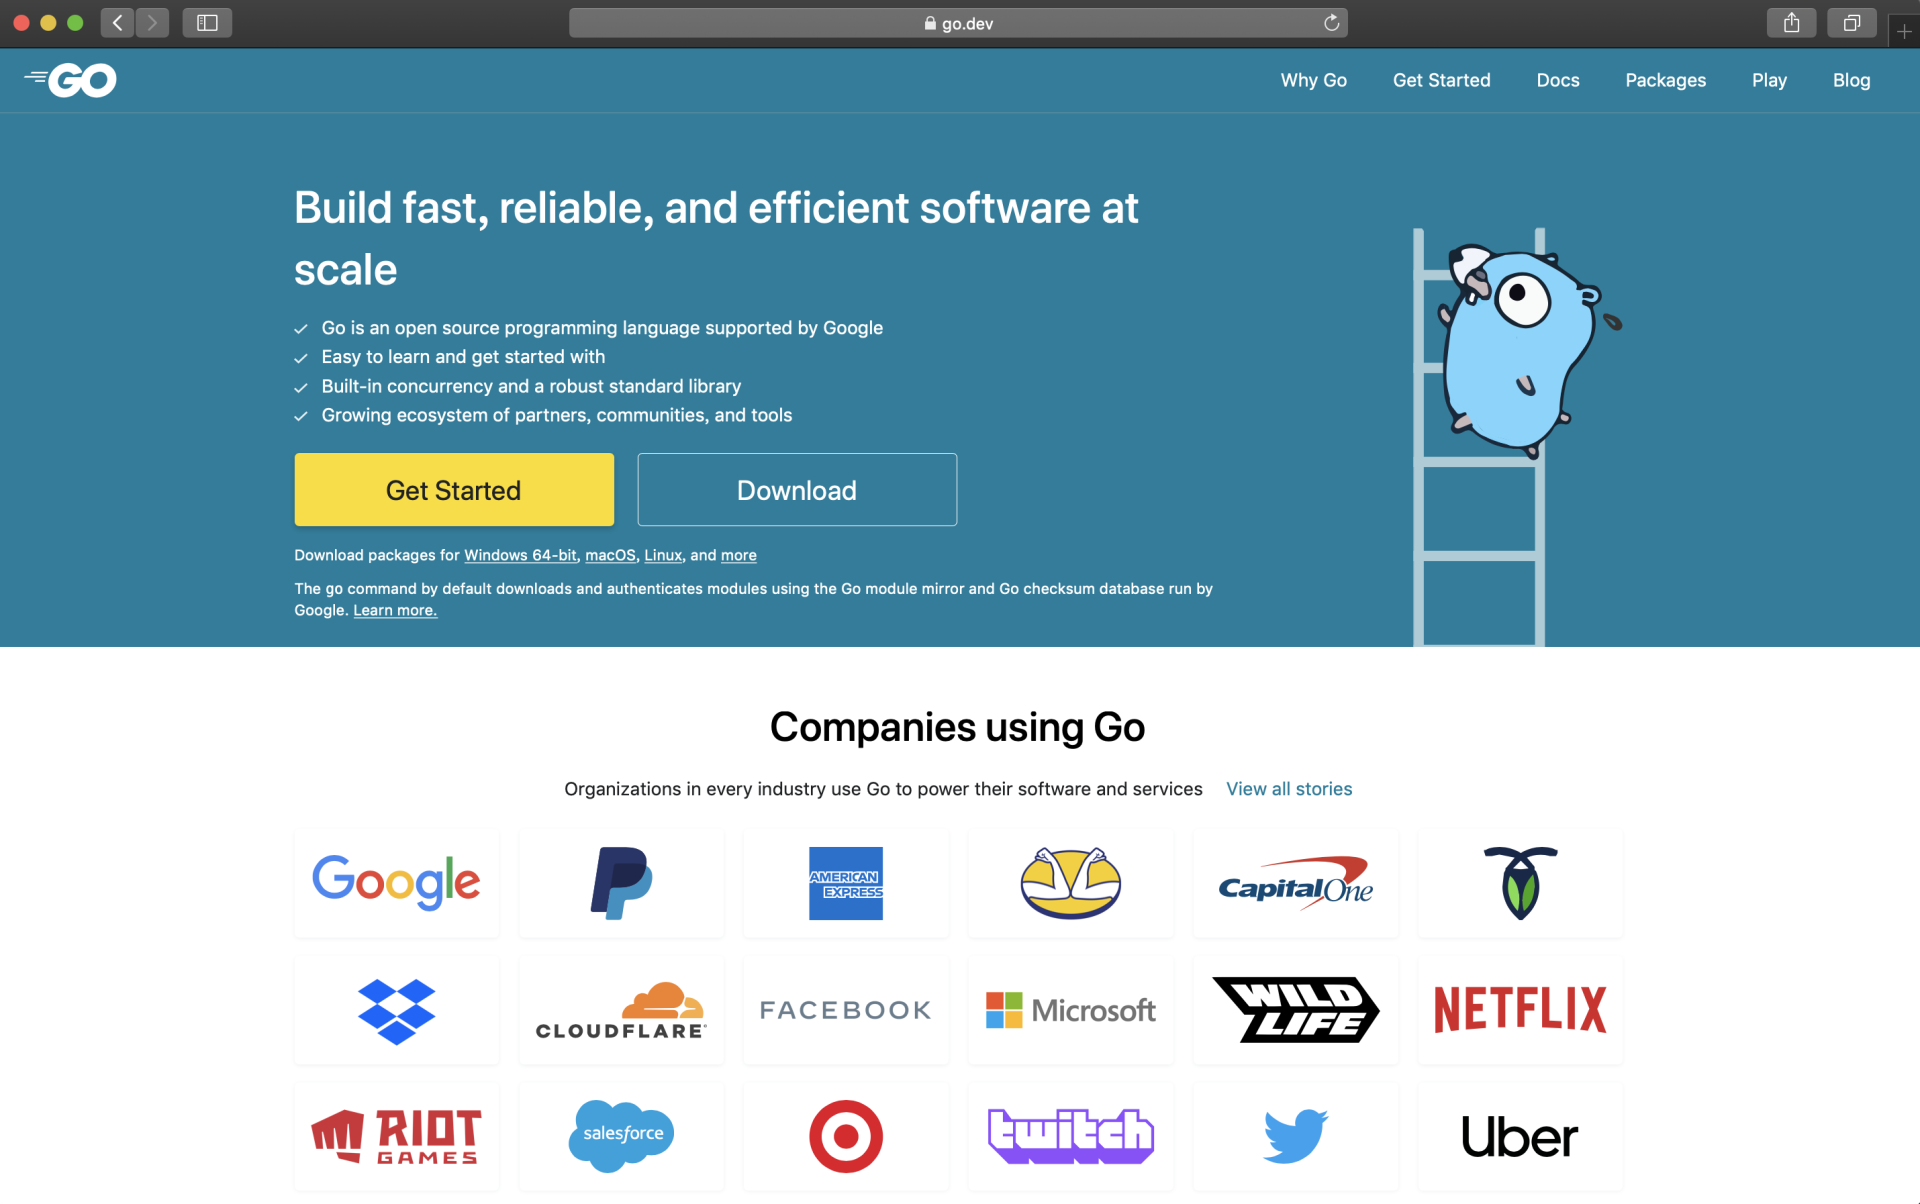 go.dev
GO
Why Go
Get Started
Docs
Packages
Play
Blog
Build fast, reliable, and efficient software at
scale
Go is an open source programming language supported by Google
Easy to learn and get started with
Built-in concurrency and a robust standard library
Growing ecosystem of partners, communities, and tools
Get Started
Download
Download packages for Windows 64-bit, macOS, Linux, and more
The go command by default downloads and authenticates modules using the Go module mirror and Go checksum database run by
Google. Learn more.
Companies using Go
Organizations in every industry use Go to power their software and services
View all stories
Google
AMERICAN
EXPRESS
CapitalOne
CLOUDFLARE
FACEBOOK
Microsoft
WILD
LIFE
NETFLIX
RIOT
GAMES
salesforce
twitch
Uber